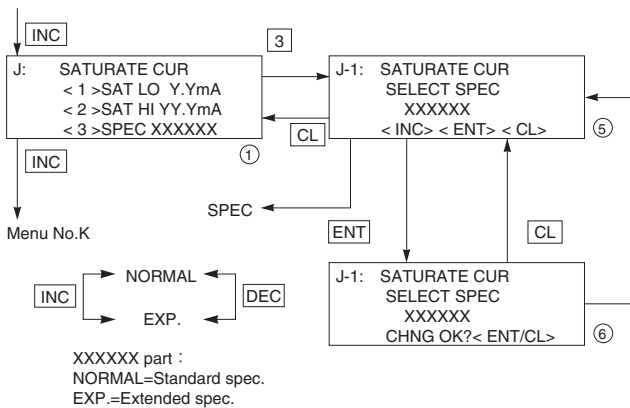 INC
3
J: SATURATE CUR
< 1 >SAT LO Y.YmA
< 2 >SAT HI YY.YmA
< 3 >SPEC XXXXXX
①
CL
J-1: SATURATE CUR
SELECT SPEC
XXXXXX
< INC> < ENT> < CL>
⑤
INC
SPEC
Menu No.K
ENT
CL
INC
NORMAL
DEC
EXP.
J-1: SATURATE CUR
SELECT SPEC
XXXXXX
CHNG OK?< ENT/CL>
⑥
XXXXXX part :
NORMAL=Standard spec.
EXP.=Extended spec.